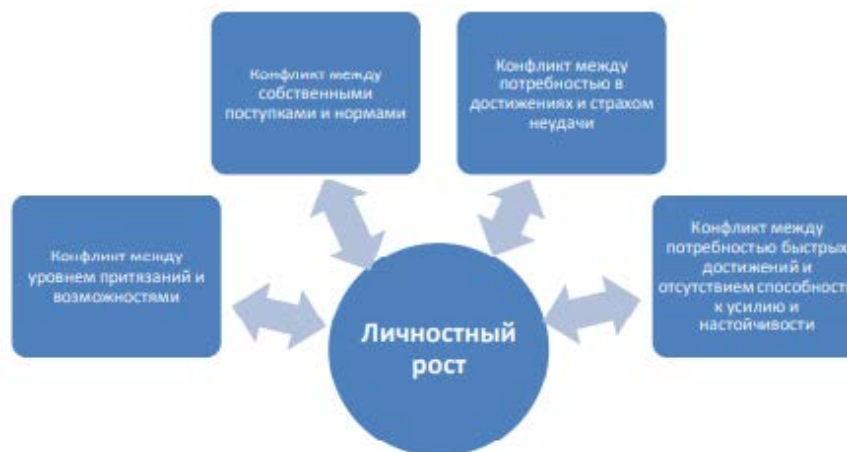 Конфликт между
собственными
поступками и нормами
Конфликт между
потребностью в
достижениях и страхом
неудачи
Конфликт между
уровнем притязаний и
возможностями
Конфликт между
потребностью быстрых
достижений и
отсутствием способност
к усилию и
настойчивости
Личностный
рост